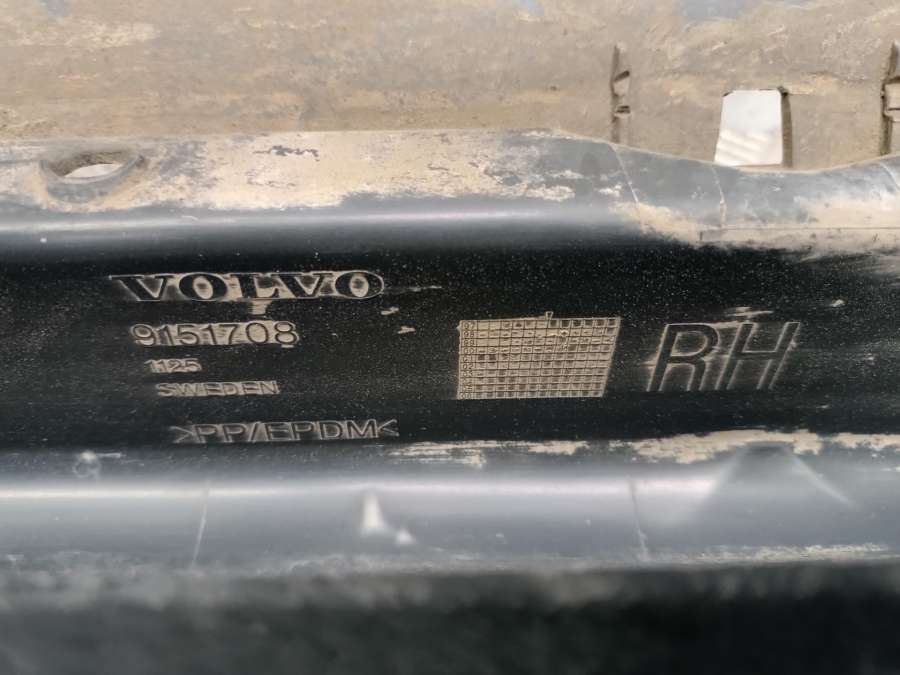 VOLVO
9151708
1125
SWEDEN
>PP/EPDM<
RH